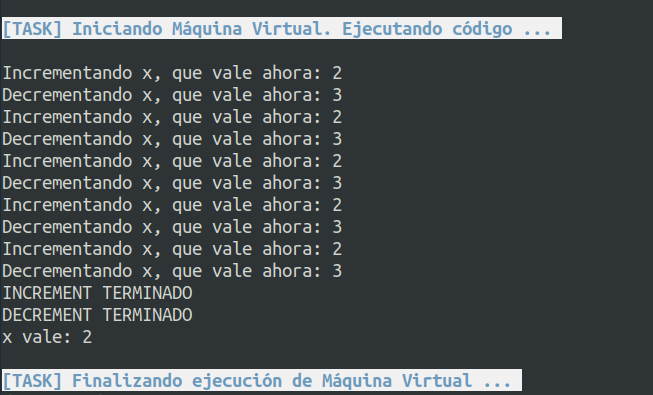 [TASK] Iniciando Máquina Virtual. Ejecutando código ...
Incrementando x, que vale ahora: 2
Decrementando x, que vale ahora: 3
Incrementando x, que vale ahora: 2
Decrementando x, que vale ahora: 3
Incrementando x, que vale ahora: 2
Decrementando x, que vale ahora: 3
Incrementando x, que vale ahora: 2
Decrementando x, que vale ahora: 3
Incrementando x, que vale ahora: 2
Decrementando x, que vale ahora: 3
INCREMENT TERMINADO
DECREMENT TERMINADO
x vale: 2
[TASK] Finalizando ejecución de Máquina Virtual ...